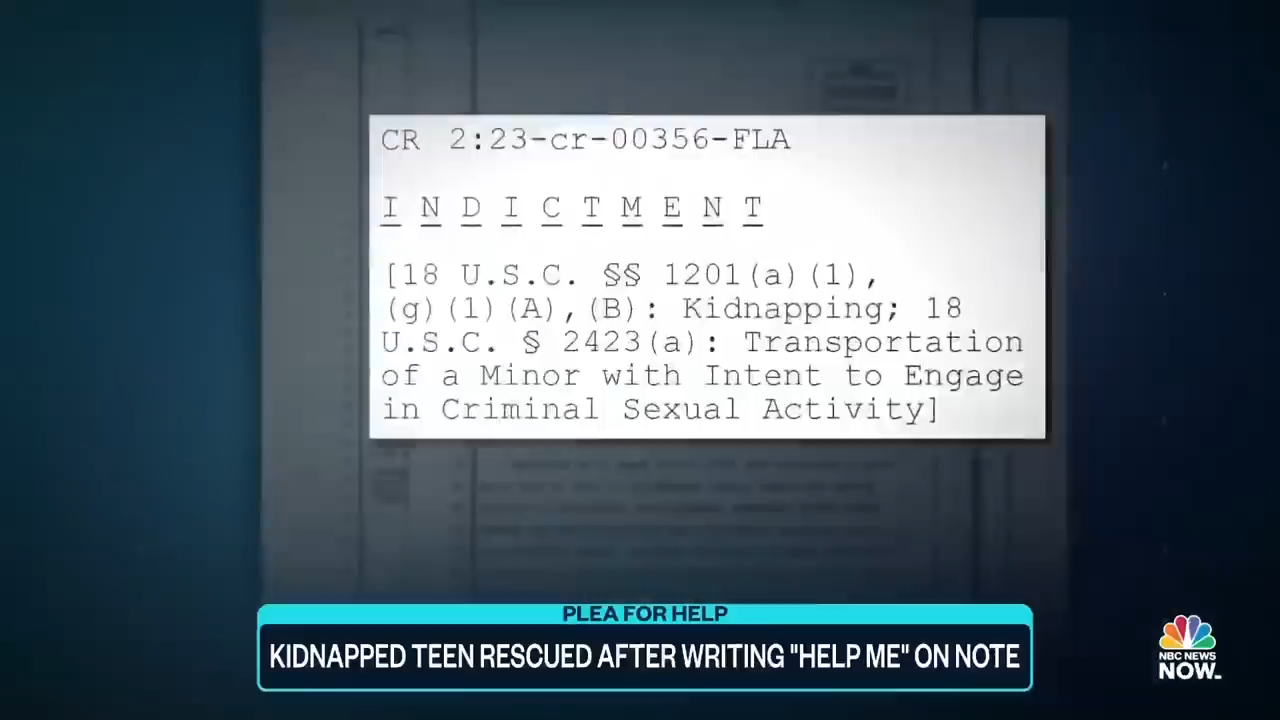 CR 2:23-cr-00356-FLA
I N D I C T M E N T
[18 U.S.C. §§ 1201(a)(1),
(g)(1)(A),(B): Kidnapping; 18
U.S.C. § 2423(a): Transportation
of a Minor with Intent to Engage
in Criminal Sexual Activity]
PLEA FOR HELP
KIDNAPPED TEEN RESCUED AFTER WRITING "HELP ME" ON NOTE
NBC NEWS
NOW